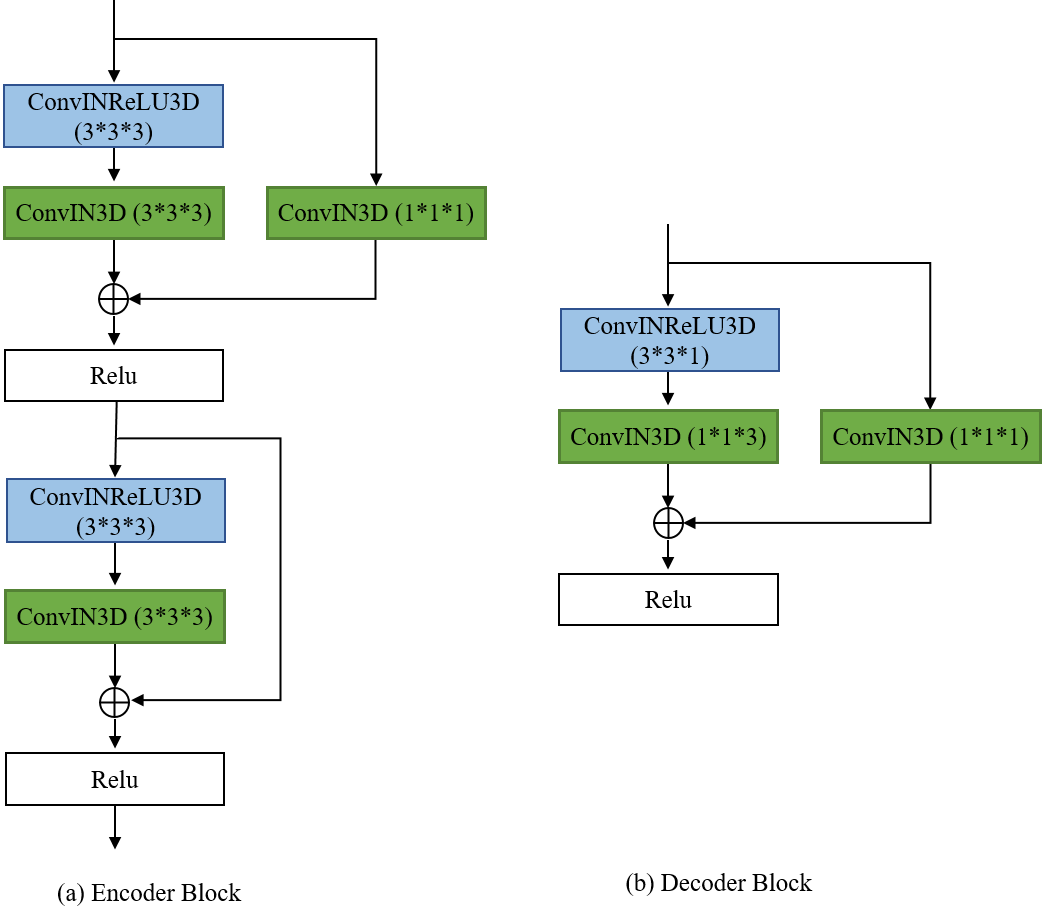 ConvINReLU3D
(3*3*3)
ConvIN3D (3*3*3)
ConvIN3D (1*1*1)
Relu
ConvINReLU3D
(3*3*3)
ConvIN3D (3*3*3)
Relu
(a) Encoder Block
ConvINReLU3D
(3*3*1)
ConvIN3D (1*1*3)
ConvIN3D (1*1*1)
Relu
(b) Decoder Block